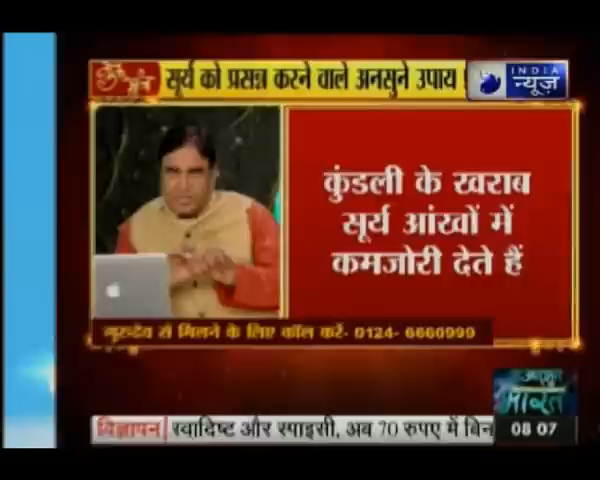 सूर्य को प्रसन्न करने वाले अनसुने उपाय
INDIA
न्यूज़
कुंडली के खराब
सूर्य आंखों में
कमजोरी देते हैं
गुरुदेव से मिलने के लिए कॉल करें- 0124- 6660999
भारत
विज्ञापन स्वादिष्ट और स्पाइसी, अब 70 रुपए में बिन
08 07